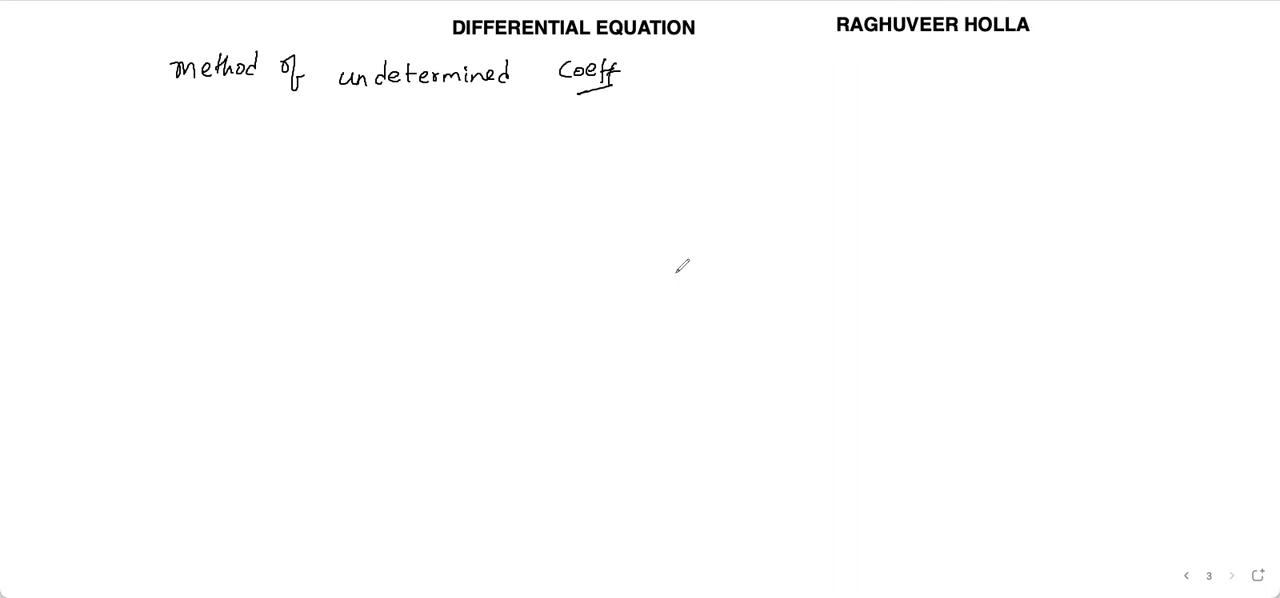 DIFFERENTIAL EQUATION RAGHUVEER HOLLA
method of undetermined Coeff
3